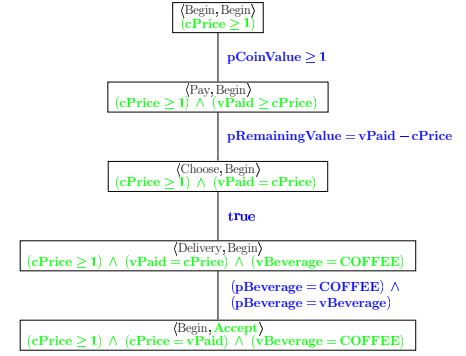 ⟨Begin, Begin⟩
(cPrice ≥ 1)
pCoinValue ≥ 1
⟨Pay, Begin⟩
(cPrice ≥ 1) ∧ (vPaid ≥ cPrice)
pRemainingValue = vPaid − cPrice
⟨Choose, Begin⟩
(cPrice ≥ 1) ∧ (vPaid = cPrice)
true
⟨Delivery, Begin⟩
(cPrice ≥ 1) ∧ (vPaid = cPrice) ∧ (vBeverage = COFFEE)
(pBeverage = COFFEE) ∧
(pBeverage = vBeverage)
⟨Begin, Accept⟩
(cPrice ≥ 1) ∧ (cPrice = vPaid) ∧ (vBeverage = COFFEE)